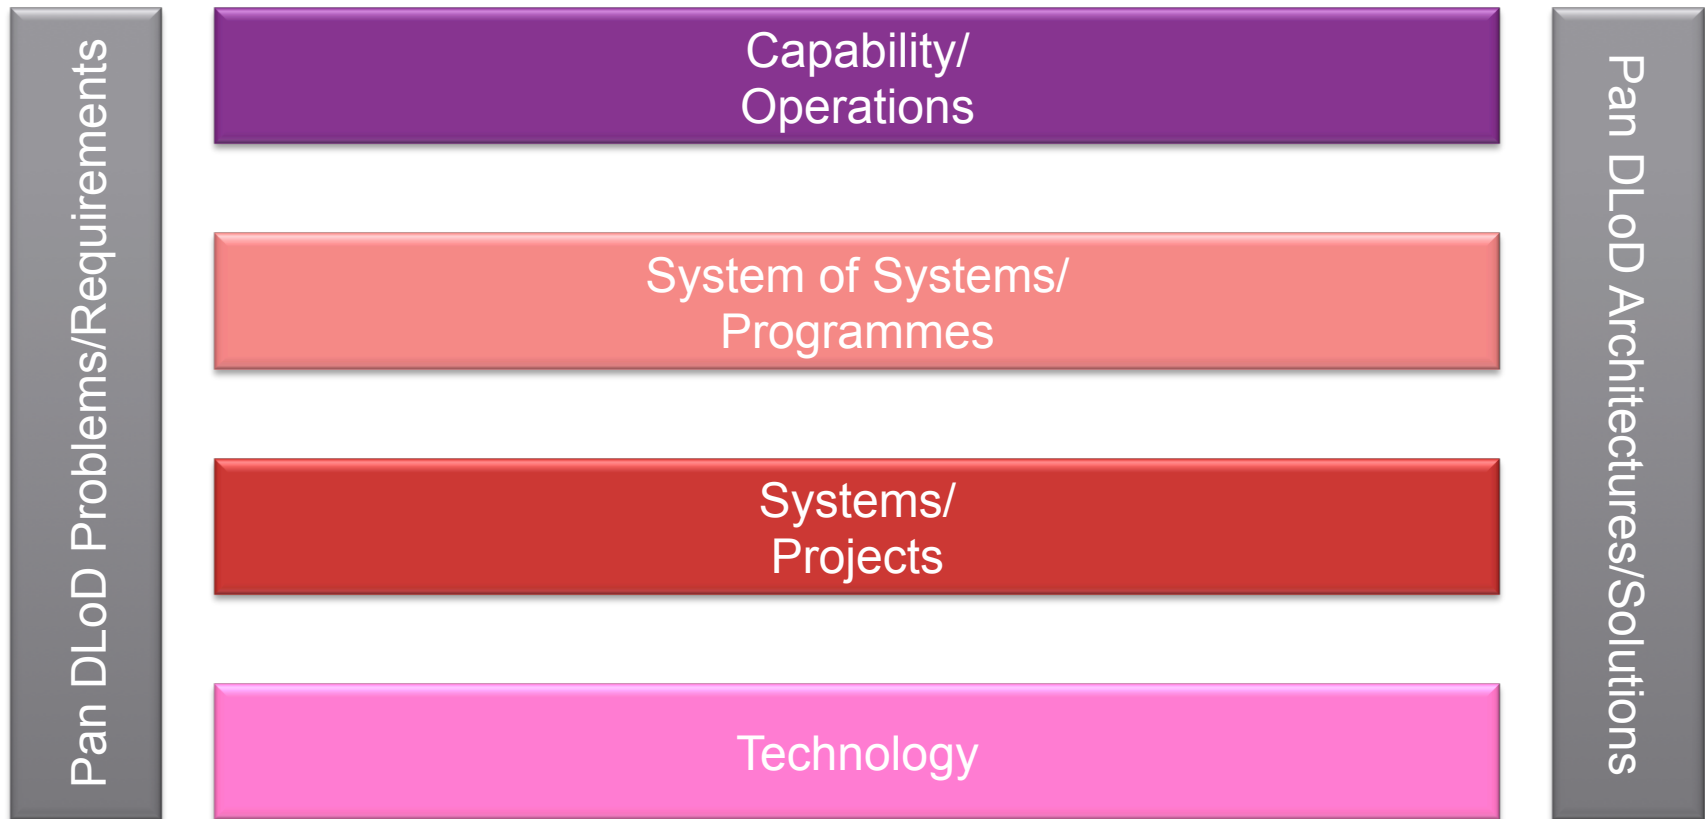 Pan DLoD Problems/Requirements
Capability/
Operations
System of Systems/
Programmes
Systems/
Projects
Technology
Pan DLoD Architectures/Solutions